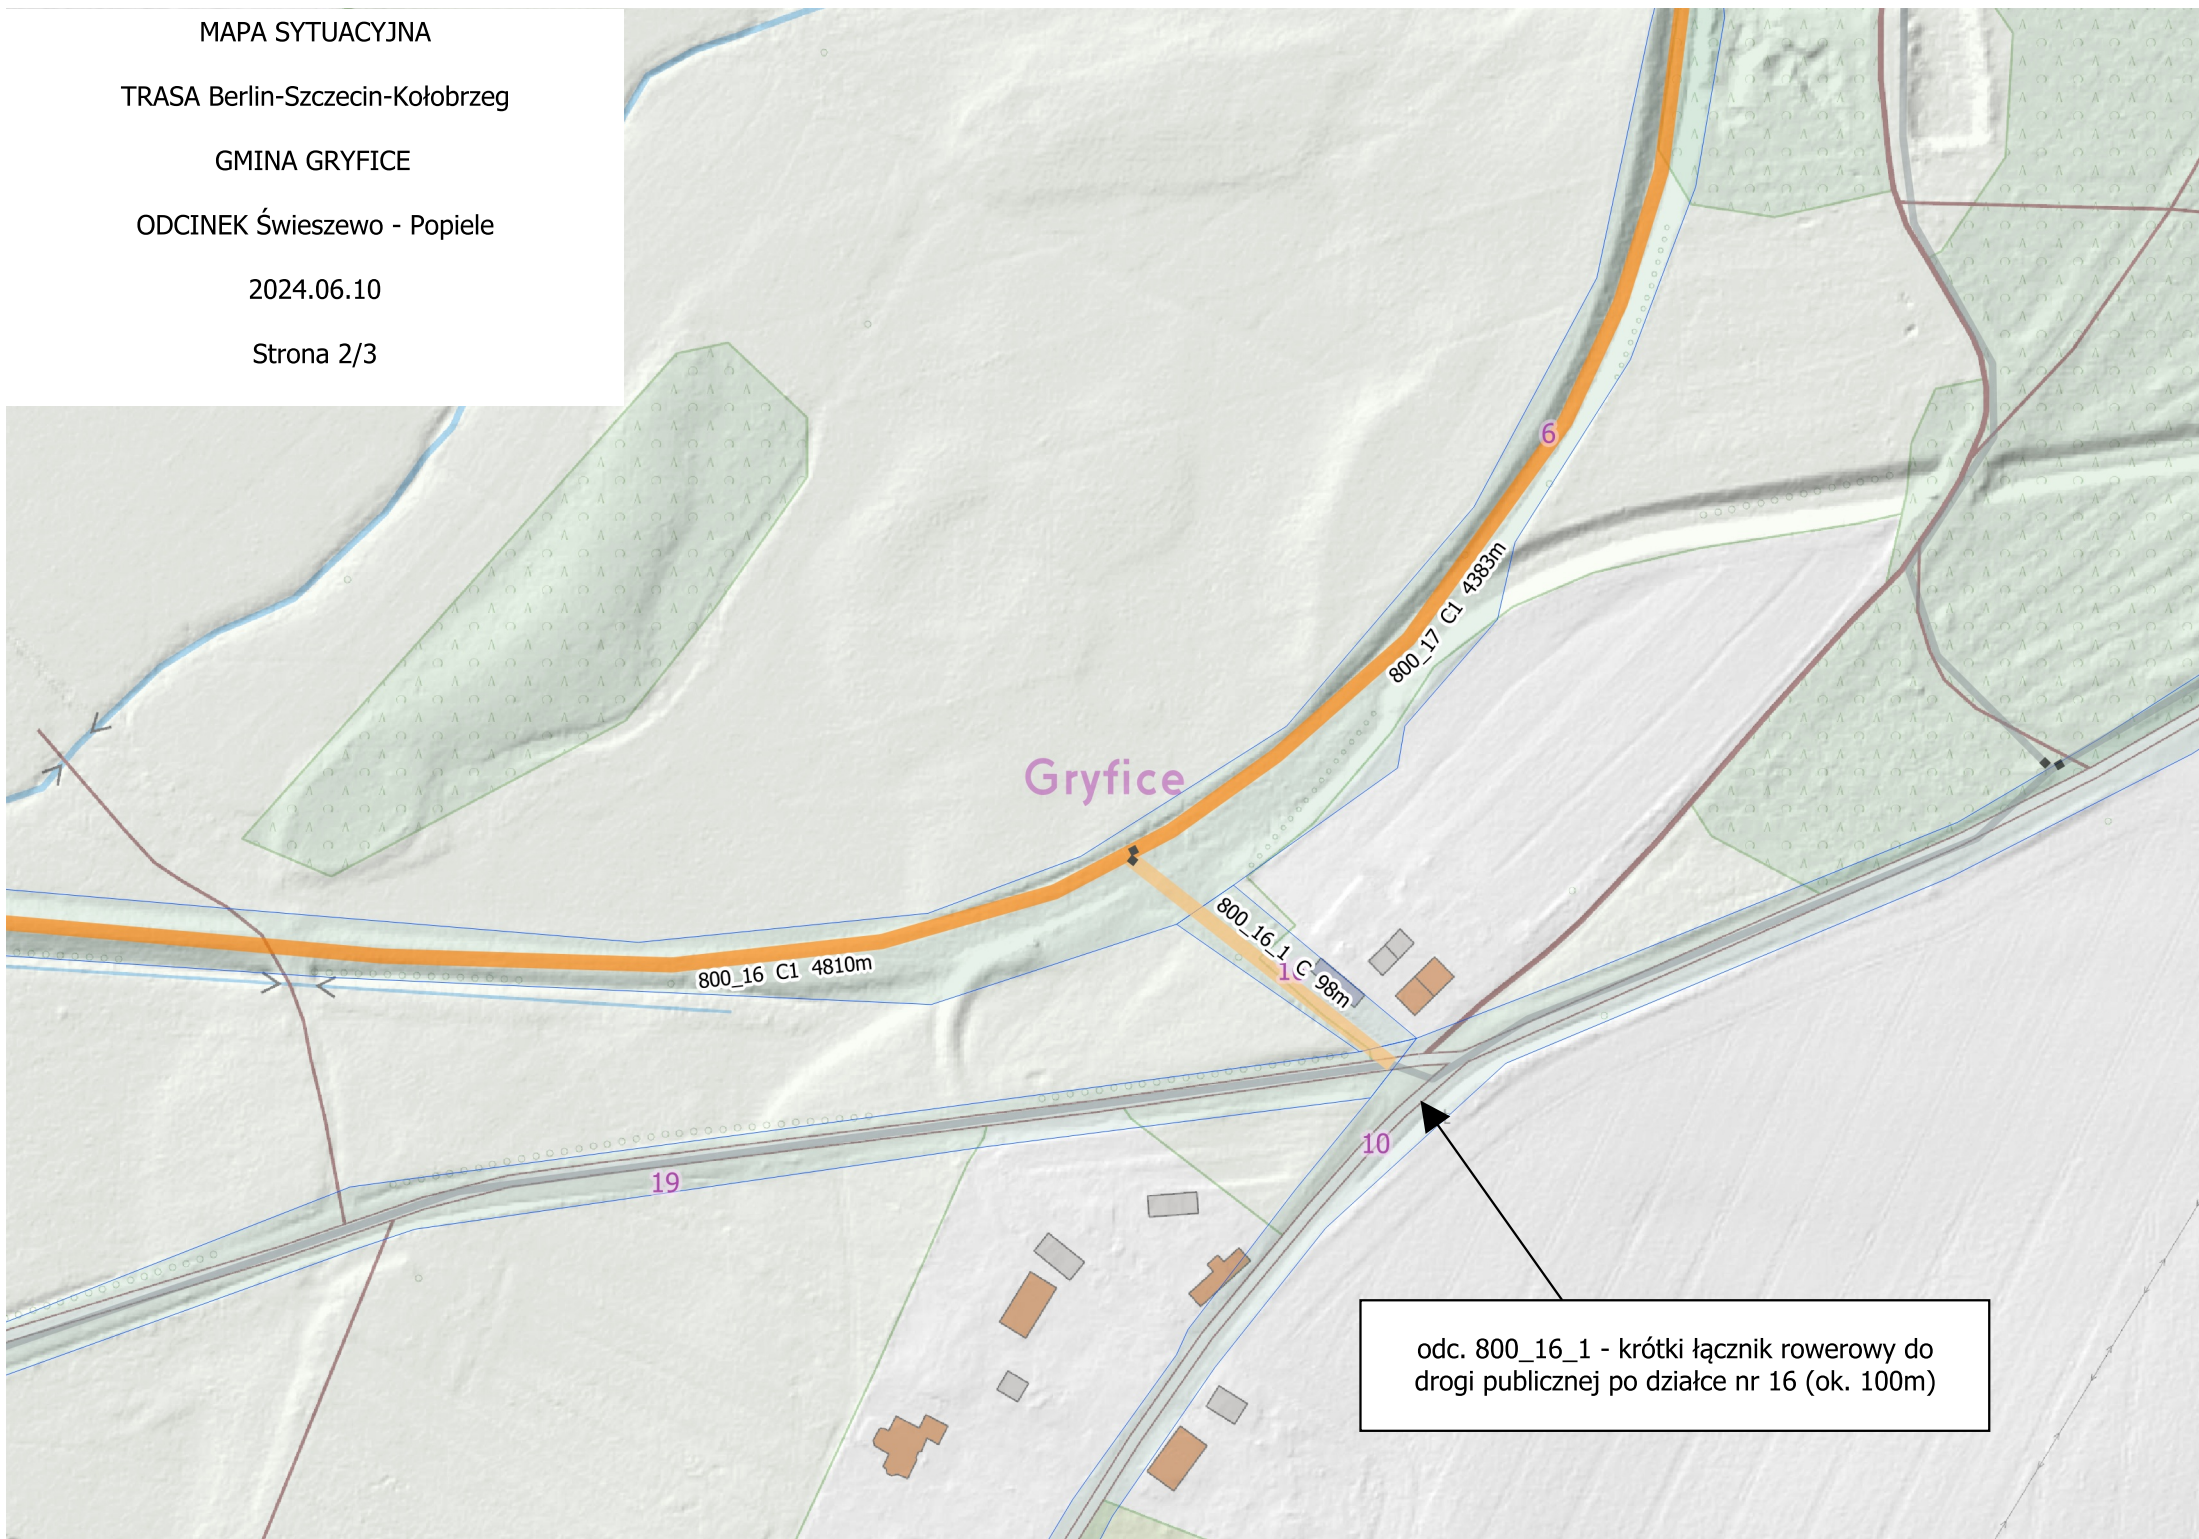 MAPA SYTUACYJNA
TRASA Berlin-Szczecin-Kołobrzeg
GMINA GRYFICE
ODCINEK Świeszewo - Popiele
2024.06.10
Strona 2/3
6
800_17 C1 4383m
Gryfice
800_16_1 C 98m
800_16 C1 4810m
10
19
odc. 800_16_1 - krótki łącznik rowerowy do
drogi publicznej po działce nr 16 (ok. 100m)